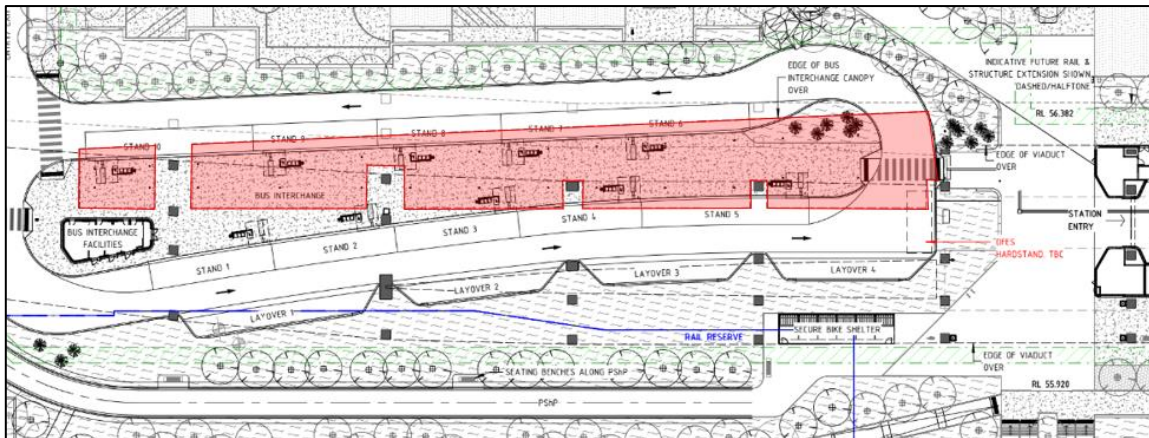 EDGE OF BUS
INTERCHANGE CANOPY
OVER
INDICATIVE FUTURE RAIL &
STRUCTURE EXTENSION SHOWN
DASHED/HALFTONE
RL 56.382
EDGE OF VIADUCT
OVER
STAND 10
STAND 9
STAND 8
STAND 7
STAND 6
BUS INTERCHANGE
BUS INTERCHANGE
FACILITIES
STAND 1
STAND 2
STAND 3
STAND 4
STAND 5
STATION
ENTRY
DFES
HARDSTAND. TBC
LAYOVER 1
LAYOVER 2
LAYOVER 3
LAYOVER 4
RAIL RESERVE
SECURE BIKE SHELTER
EDGE OF VIADUCT
OVER
SEATING BENCHES ALONG PShP
RL 55.920
PShP